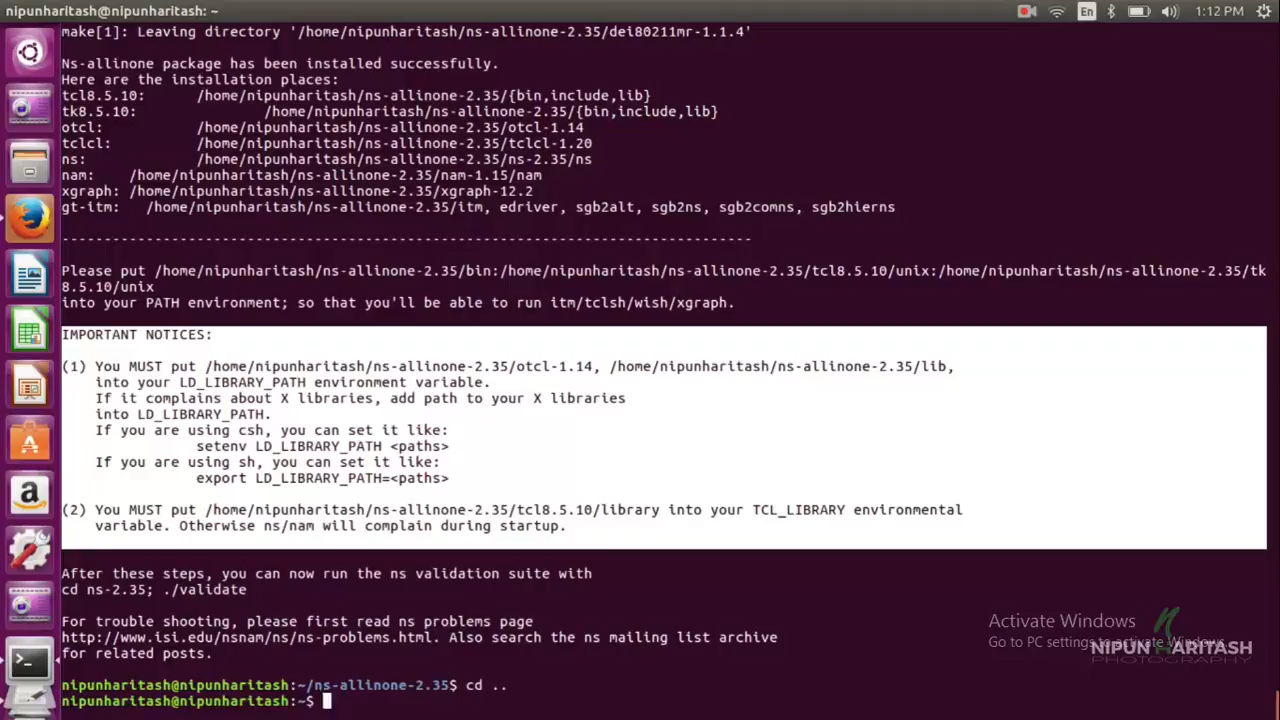 nipunharitash@nipunharitash: ~
En
1:12 PM
make[1]: Leaving directory '/home/nipunharitash/ns-allinone-2.35/dei80211mr-1.1.4'
Ns-allinone package has been installed successfully.
Here are the installation places:
tcl8.5.10: /home/nipunharitash/ns-allinone-2.35/{bin,include,lib}
tk8.5.10: /home/nipunharitash/ns-allinone-2.35/{bin,include,lib}
otcl: /home/nipunharitash/ns-allinone-2.35/otcl-1.14
tclcl: /home/nipunharitash/ns-allinone-2.35/tclcl-1.20
ns: /home/nipunharitash/ns-allinone-2.35/ns-2.35/ns
nam: /home/nipunharitash/ns-allinone-2.35/nam-1.15/nam
xgraph: /home/nipunharitash/ns-allinone-2.35/xgraph-12.2
gt-itm: /home/nipunharitash/ns-allinone-2.35/itm, edriver, sgb2alt, sgb2ns, sgb2comns, sgb2hierns
----------------------------------------------------------------------------------
Please put /home/nipunharitash/ns-allinone-2.35/bin:/home/nipunharitash/ns-allinone-2.35/tcl8.5.10/unix:/home/nipunharitash/ns-allinone-2.35/tk
8.5.10/unix
into your PATH environment; so that you'll be able to run itm/tclsh/wish/xgraph.
IMPORTANT NOTICES:
(1) You MUST put /home/nipunharitash/ns-allinone-2.35/otcl-1.14, /home/nipunharitash/ns-allinone-2.35/lib,
into your LD_LIBRARY_PATH environment variable.
If it complains about X libraries, add path to your X libraries
into LD_LIBRARY_PATH.
If you are using csh, you can set it like:
setenv LD_LIBRARY_PATH <paths>
If you are using sh, you can set it like:
export LD_LIBRARY_PATH=<paths>
(2) You MUST put /home/nipunharitash/ns-allinone-2.35/tcl8.5.10/library into your TCL_LIBRARY environmental
variable. Otherwise ns/nam will complain during startup.
After these steps, you can now run the ns validation suite with
cd ns-2.35; ./validate
For trouble shooting, please first read ns problems page
http://www.isi.edu/nsnam/ns/ns-problems.html. Also search the ns mailing list archive
for related posts.
nipunharitash@nipunharitash:~/ns-allinone-2.35$ cd ..
nipunharitash@nipunharitash:~$
Activate Windows
Go to PC settings to activate Windows.
NIPUN HARITASH
PHOTOGRAPHY